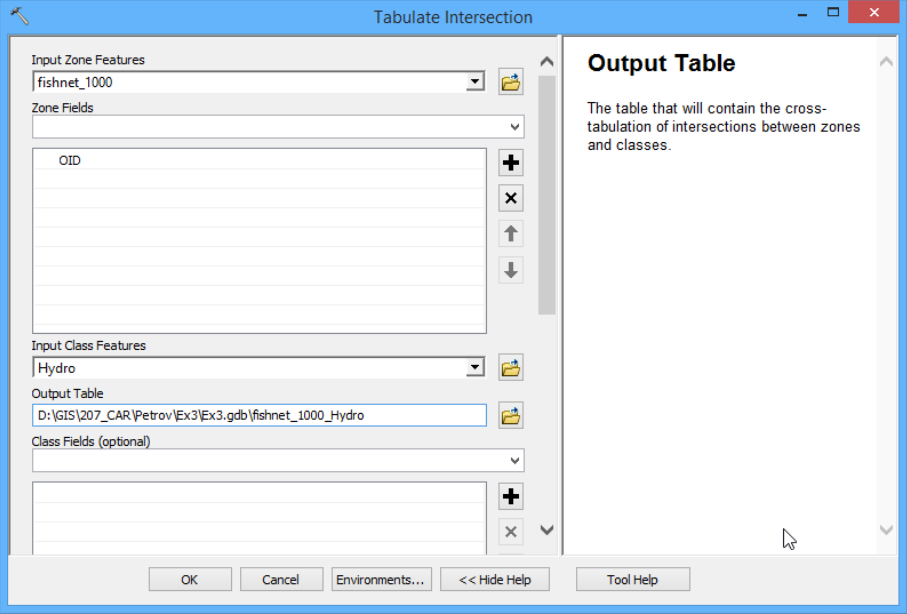 Tabulate Intersection
Input Zone Features
fishnet_1000
Zone Fields
OID
Input Class Features
Hydro
Output Table
D:\GIS\207_CAR\Petrov\Ex3\Ex3.gdb\fishnet_1000_Hydro
Class Fields (optional)
Output Table
The table that will contain the cross-
tabulation of intersections between zones
and classes.
OK
Cancel
Environments...
<< Hide Help
Tool Help